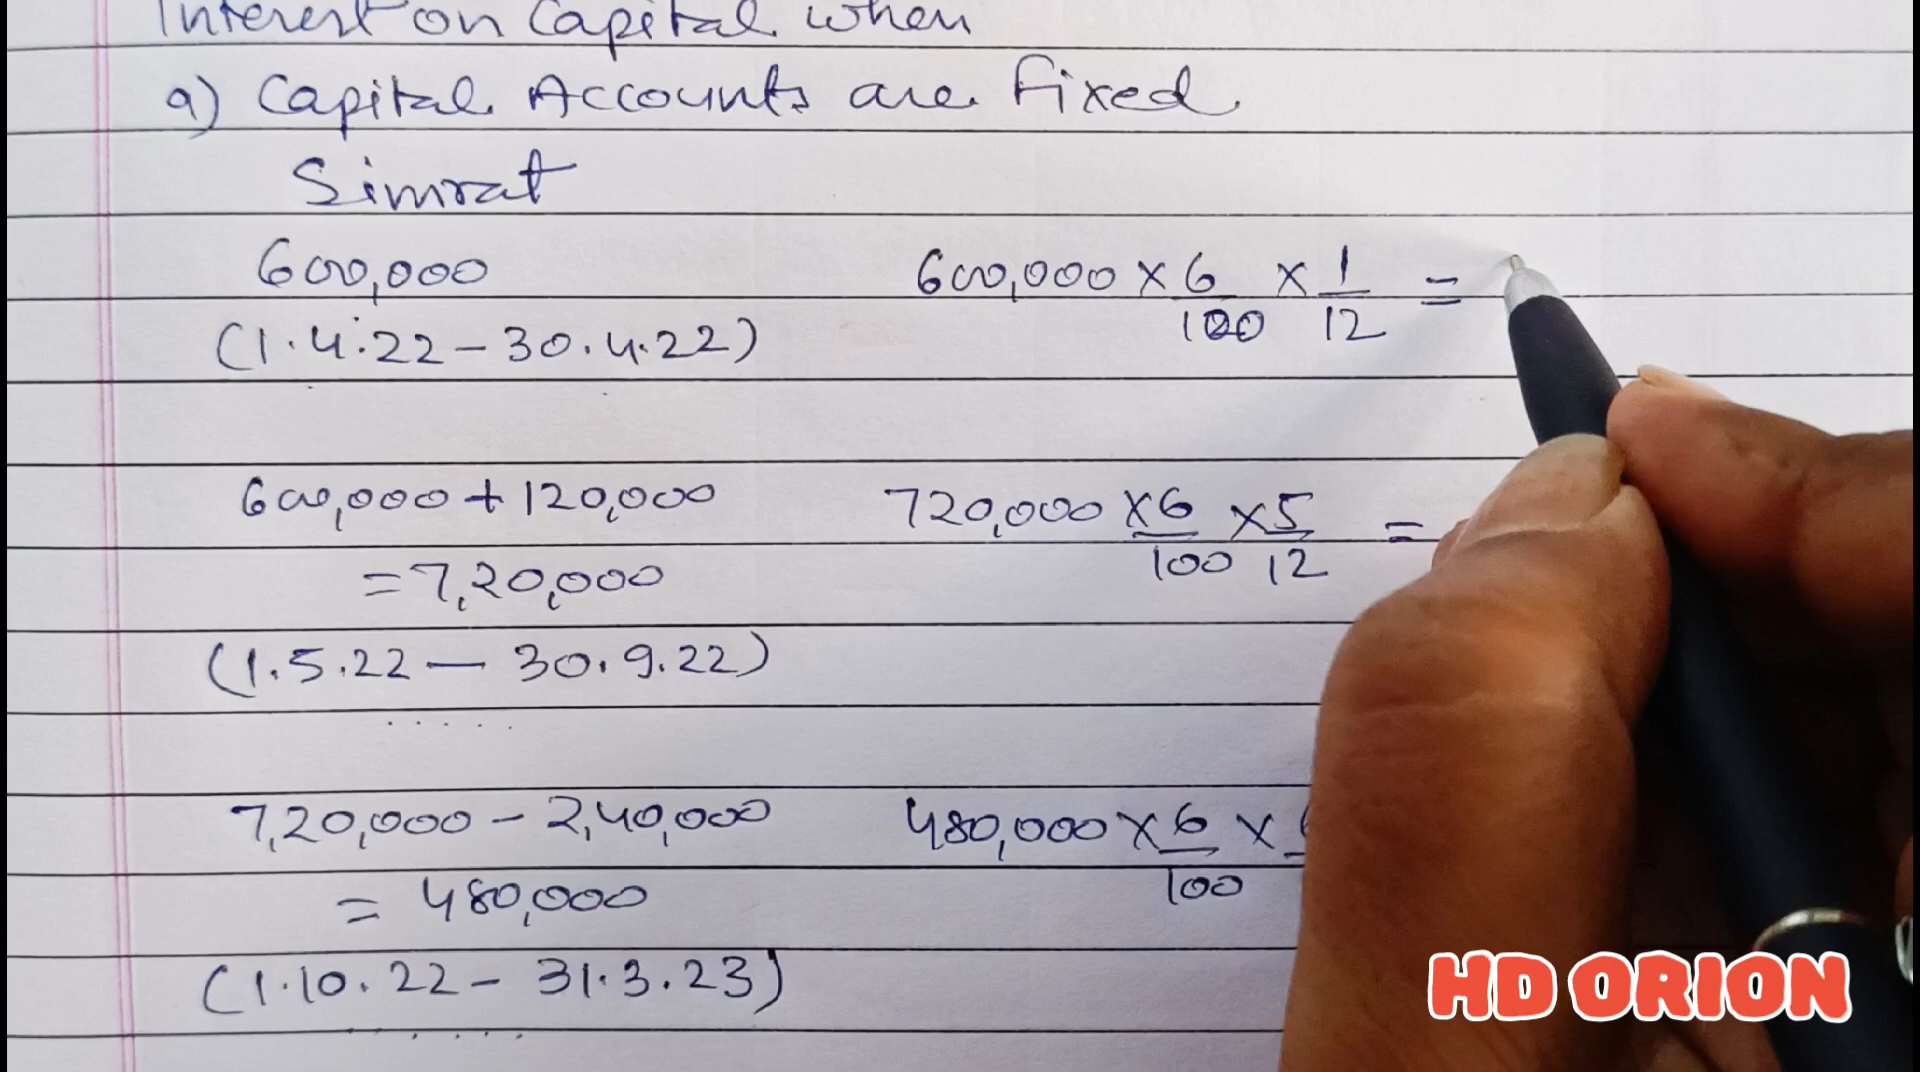 Interest on Capital when
a) Capital Accounts are fixed.
Simrat
600,000 600,000 × 6/100 × 1/12 =
(1.4.22 - 30.4.22)
600,000 + 120,000 720,000 × 6/100 × 5/12 =
= 7,20,000
(1.5.22 — 30.9.22)
7,20,000 - 2,40,000 480,000 × 6/100 ×
= 480,000
(1.10.22 - 31.3.23)
HD ORION